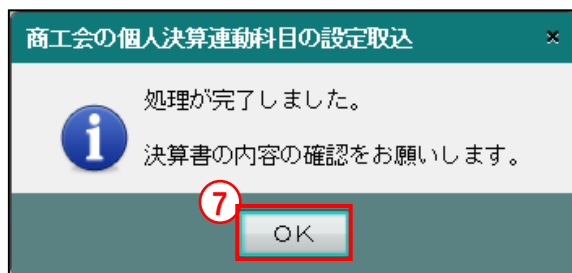 商工会の個人決算連動科目の設定取込 ×
処理が完了しました。
決算書の内容の確認をお願いします。
⑦
OK